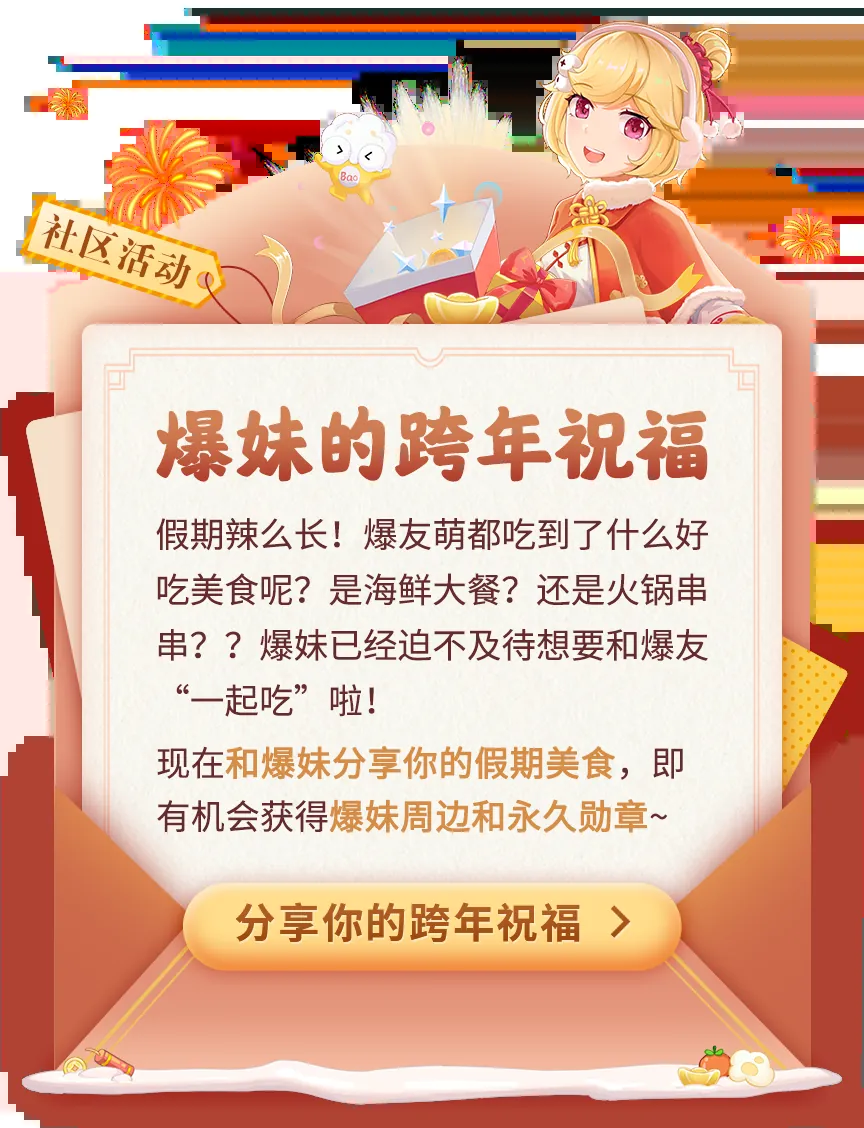 社区活动
Bao
爆妹的跨年祝福
假期辣么长！爆友萌都吃到了什么好
吃美食呢？是海鲜大餐？还是火锅串
串？？爆妹已经迫不及待想要和爆友
“一起吃”啦！
现在和爆妹分享你的假期美食，即
有机会获得爆妹周边和永久勋章~
分享你的跨年祝福 >